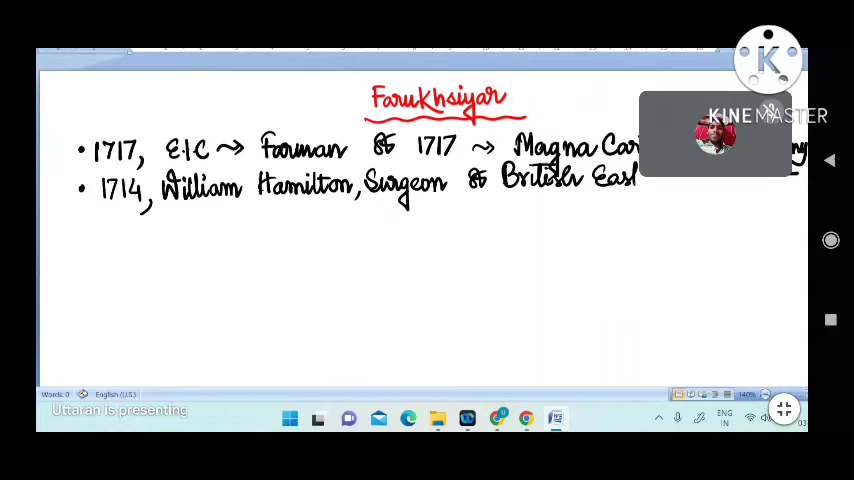 Farukhsiyar
KINEMASTER
• 1717, E.I.C → Farman of 1717 → Magna Car
• 1714, William Hamilton, Surgeon of British East
Words: 0 English (U.S.) 140%
Uttaran is presenting
ENG
IN